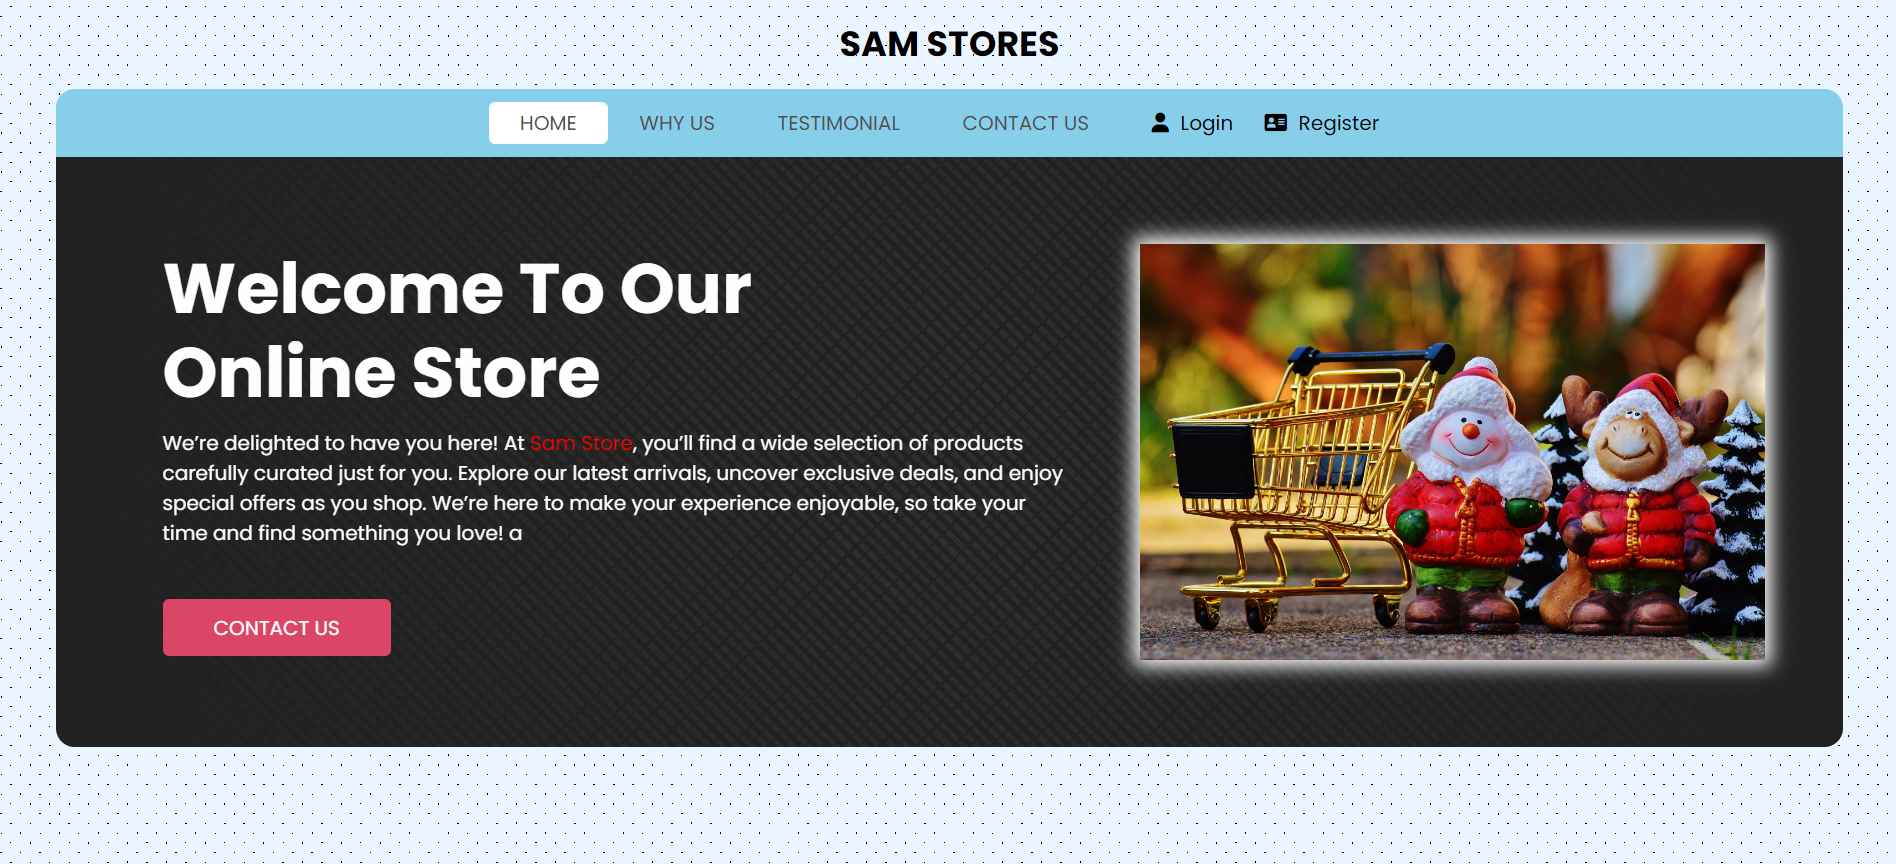 SAM STORES
HOME WHY US TESTIMONIAL CONTACT US Login Register
Welcome To Our
Online Store
We’re delighted to have you here! At Sam Store, you’ll find a wide selection of products
carefully curated just for you. Explore our latest arrivals, uncover exclusive deals, and enjoy
special offers as you shop. We’re here to make your experience enjoyable, so take your
time and find something you love! a
CONTACT US